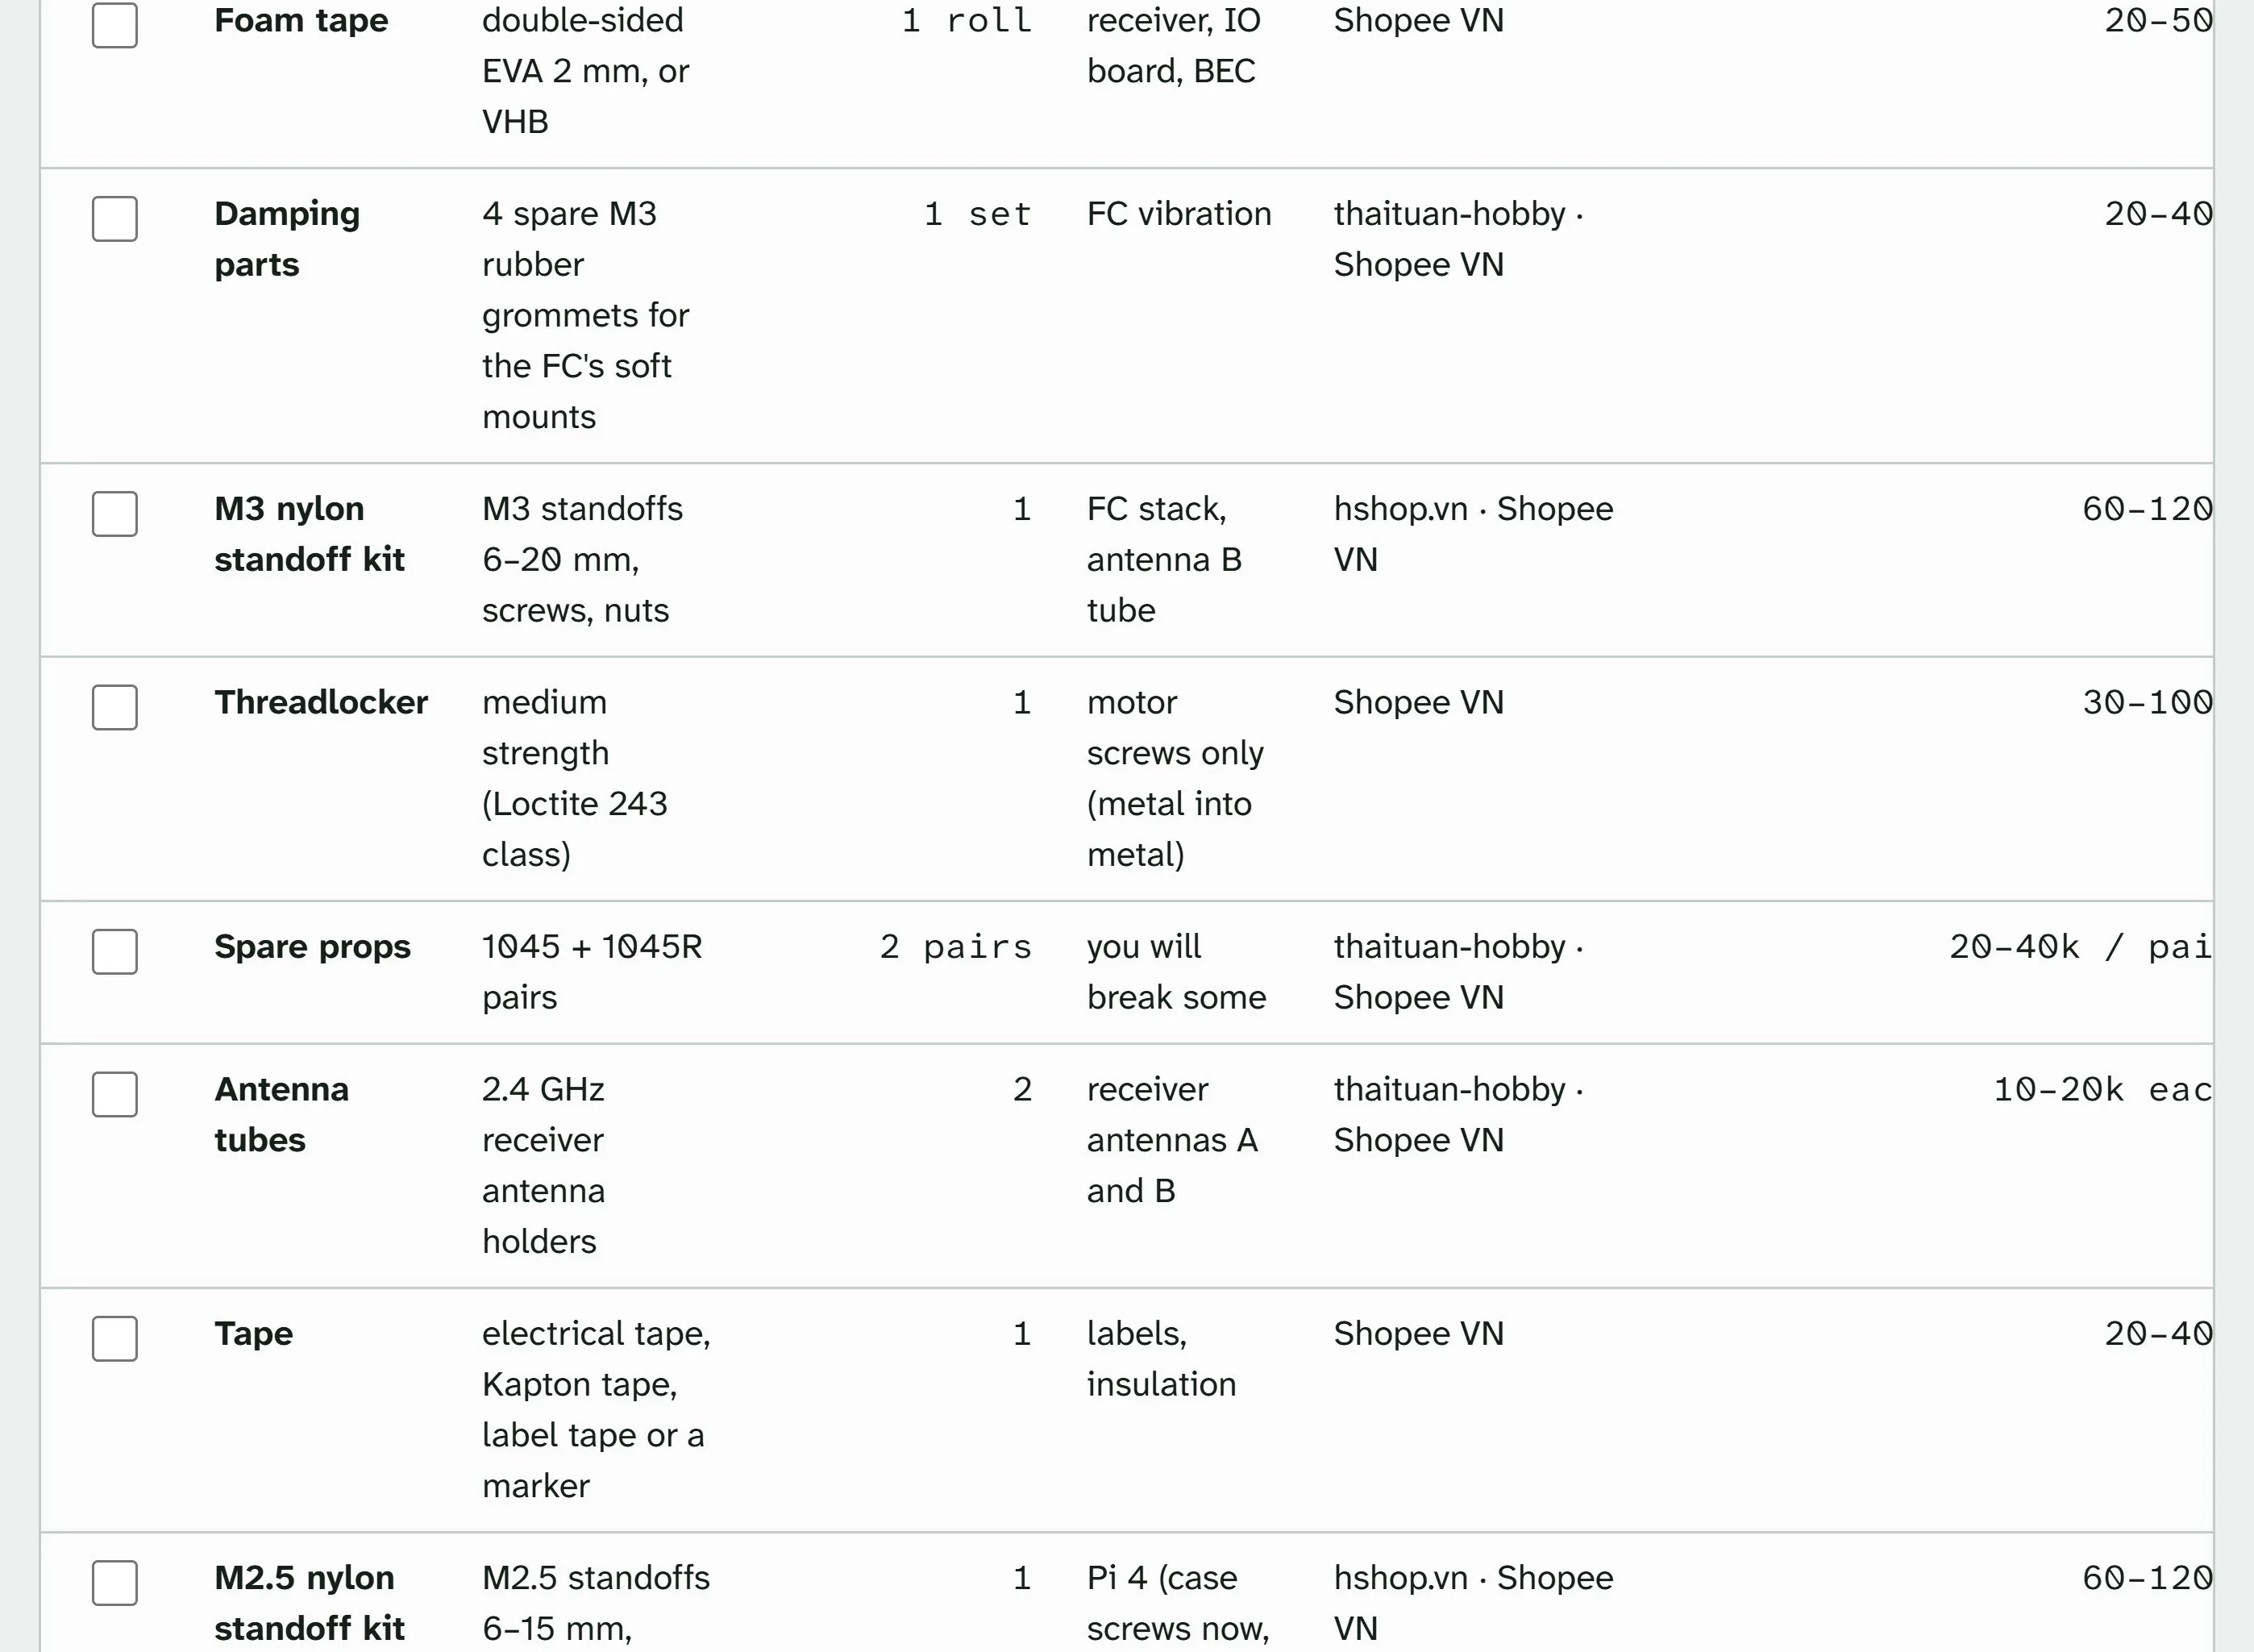 Foam tape double-sided 1 roll receiver, IO Shopee VN 20–50
EVA 2 mm, or board, BEC
VHB
Damping 4 spare M3 1 set FC vibration thaituan-hobby · 20–40
parts rubber Shopee VN
grommets for
the FC's soft
mounts
M3 nylon M3 standoffs 1 FC stack, hshop.vn · Shopee 60–120
standoff kit 6–20 mm, antenna B VN
screws, nuts tube
Threadlocker medium 1 motor Shopee VN 30–100
strength screws only
(Loctite 243 (metal into
class) metal)
Spare props 1045 + 1045R 2 pairs you will thaituan-hobby · 20–40k / pai
pairs break some Shopee VN
Antenna 2.4 GHz 2 receiver thaituan-hobby · 10–20k eac
tubes receiver antennas A Shopee VN
antenna and B
holders
Tape electrical tape, 1 labels, Shopee VN 20–40
Kapton tape, insulation
label tape or a
marker
M2.5 nylon M2.5 standoffs 1 Pi 4 (case hshop.vn · Shopee 60–120
standoff kit 6–15 mm, screws now, VN